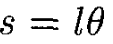 s = lθ